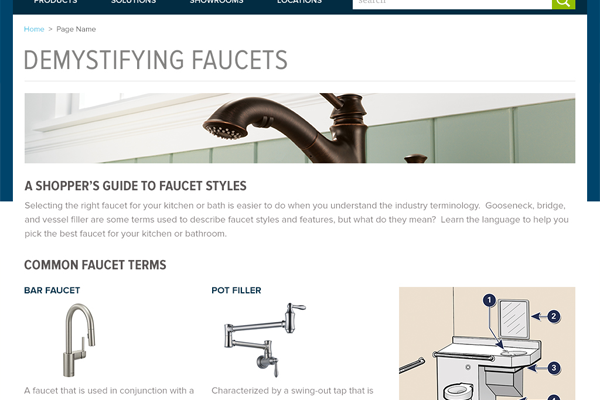 PRODUCTS SOLUTIONS SHOWROOMS LOCATIONS search
Home > Page Name
DEMYSTIFYING FAUCETS
A SHOPPER'S GUIDE TO FAUCET STYLES
Selecting the right faucet for your kitchen or bath is easier to do when you understand the industry terminology. Gooseneck, bridge,
and vessel filler are some terms used to describe faucet styles and features, but what do they mean? Learn the language to help you
pick the best faucet for your kitchen or bathroom.
COMMON FAUCET TERMS
BAR FAUCET
A faucet that is used in conjunction with a
POT FILLER
Characterized by a swing-out tap that is
1
2
3
4